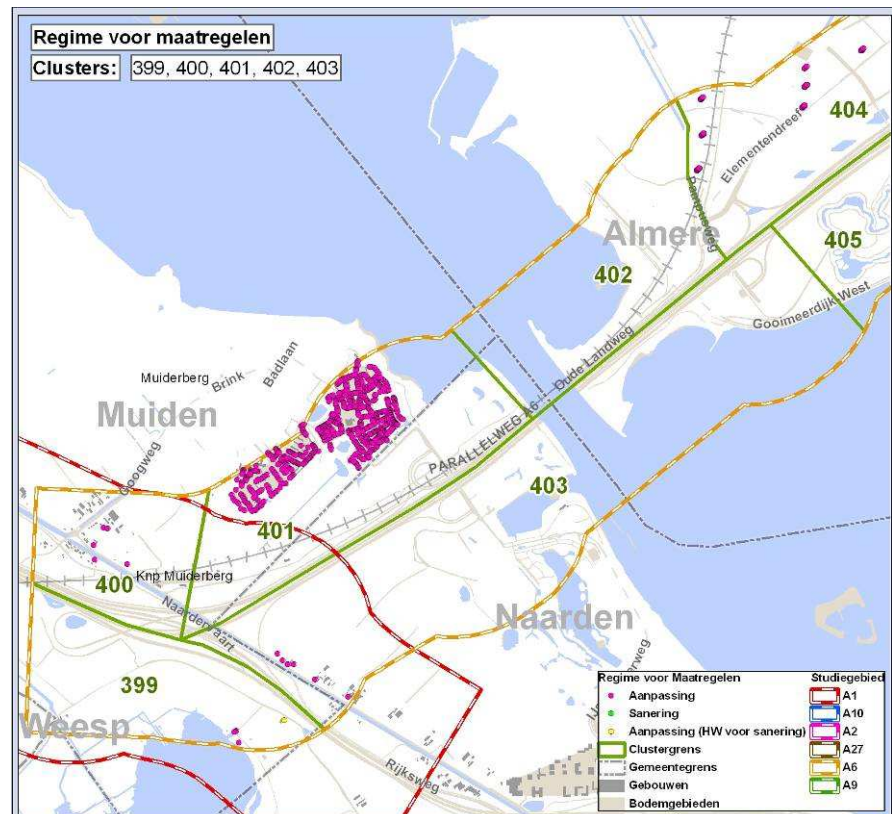 Regime voor maatregelen
Clusters: 399, 400, 401, 402, 403
404
Elementendreef
Pampusweg
Almere
405
402
Gooimeerdijk-West
Oude Landweg
Badlaan
Brink
Muiderberg
Muiden
Googweg
PARALLELWEG A6
403
401
400
Knp Muiderberg
Naardervaart
Naarden
399
Weesp
Rijksweg
Regime voor Maatregelen
Aanpassing
Sanering
Aanpassing (HW voor sanering)
Clustergrens
Gemeentegrens
Gebouwen
Bodemgebieden
Studiegebied
A1
A10
A2
A27
A6
A9